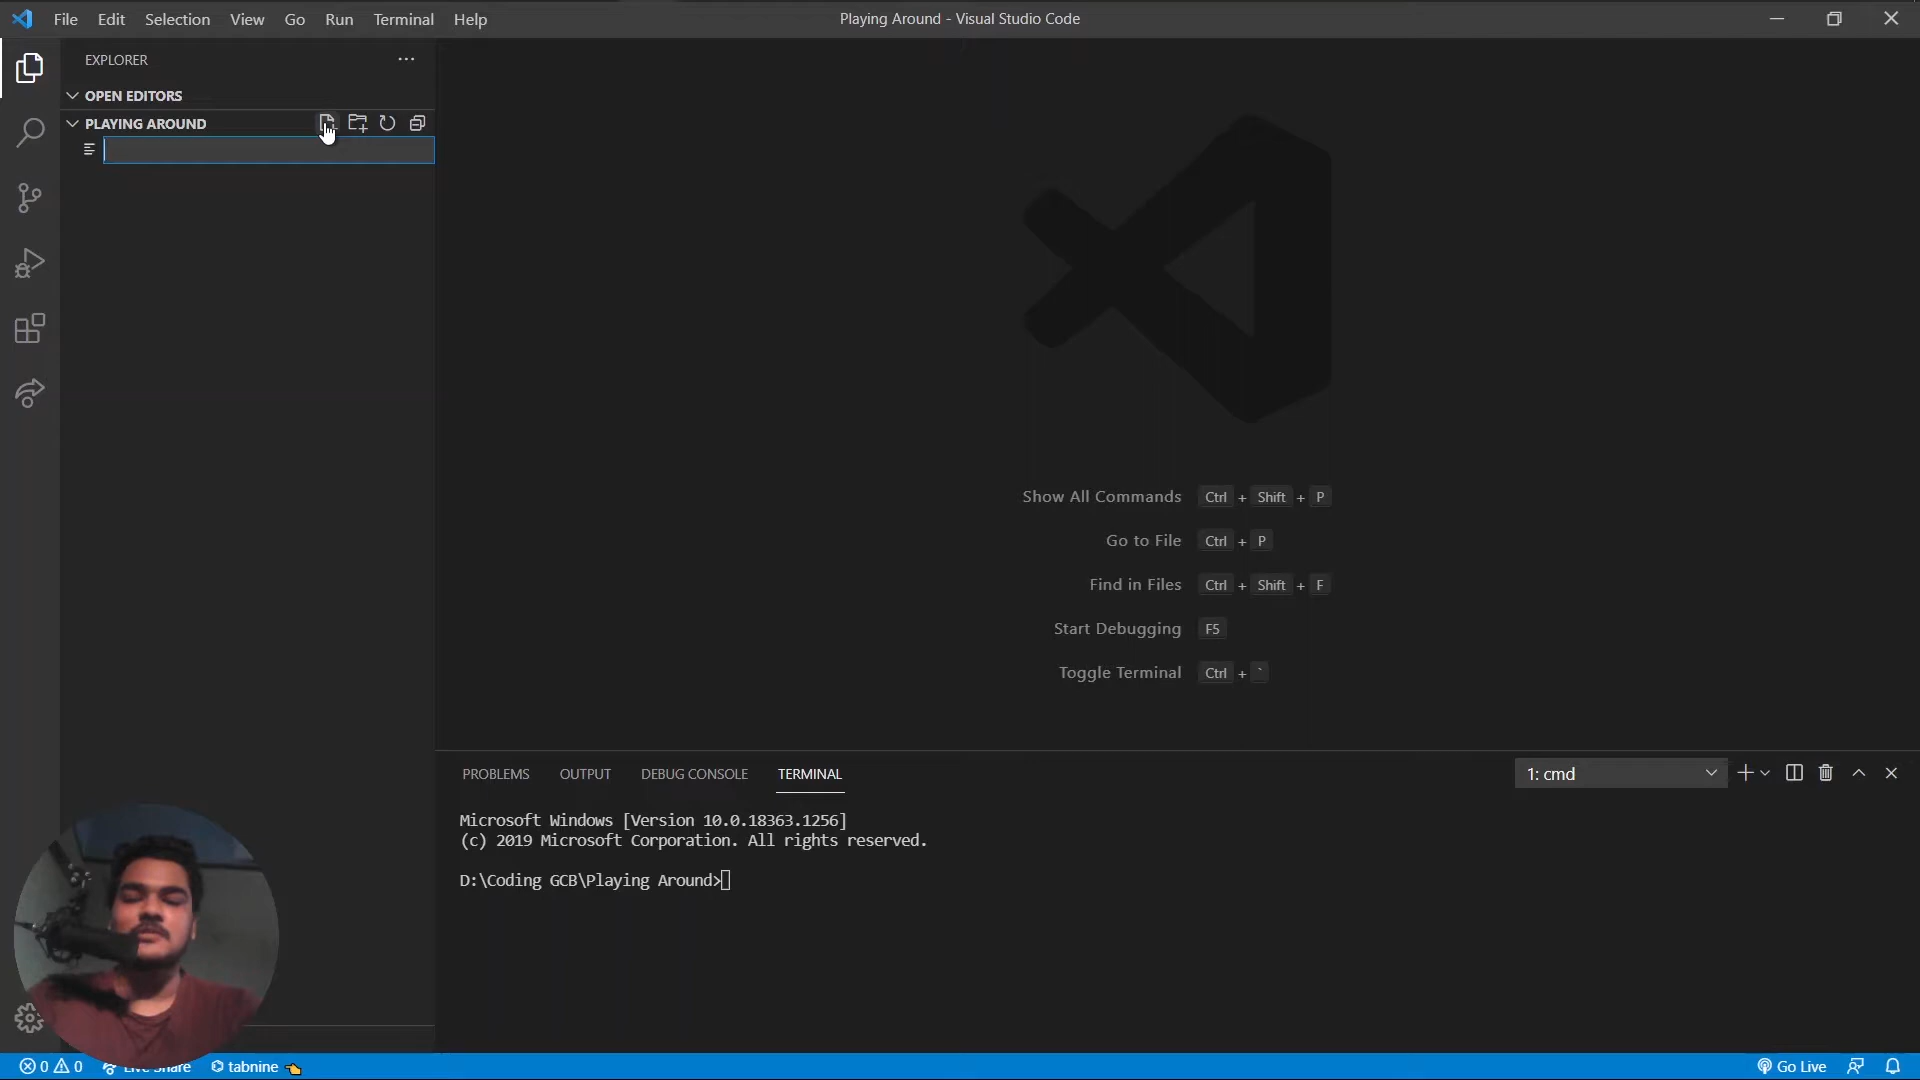 File Edit Selection View Go Run Terminal Help
Playing Around - Visual Studio Code
EXPLORER
OPEN EDITORS
PLAYING AROUND
Show All Commands Ctrl + Shift + P
Go to File Ctrl + P
Find in Files Ctrl + Shift + F
Start Debugging F5
Toggle Terminal Ctrl + `
PROBLEMS OUTPUT DEBUG CONSOLE TERMINAL
1: cmd
Microsoft Windows [Version 10.0.18363.1256]
(c) 2019 Microsoft Corporation. All rights reserved.
D:\Coding GCB\Playing Around>
0 0 Live Share tabnine
Go Live